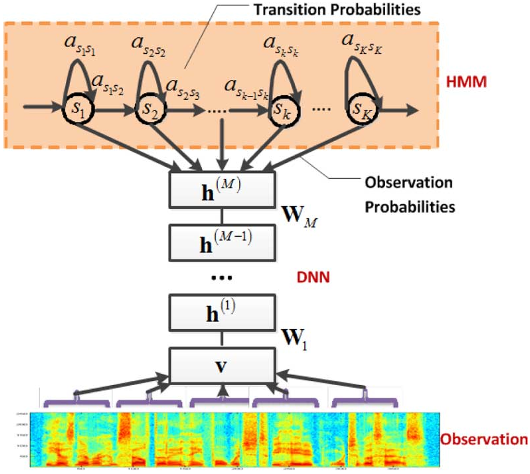 Transition Probabilities
a_{s_1s_1} a_{s_2s_2} a_{s_ks_k} a_{s_Ks_K}
a_{s_1s_2} a_{s_2s_3} a_{s_{k-1}s_k}
HMM
s_1 s_2 ..... s_k .... s_K
h^{(M)}
Observation
Probabilities
W_M
h^{(M-1)}
...
DNN
h^{(1)}
W_1
v
Observation